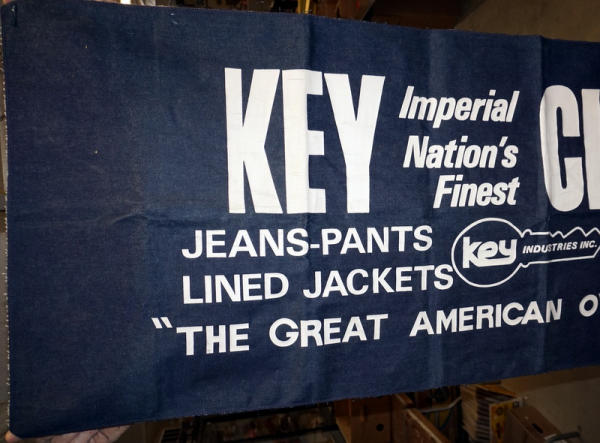 KEY
Imperial
Nation's
Finest
JEANS-PANTS
LINED JACKETS
Key INDUSTRIES INC.
"THE GREAT AMERICAN